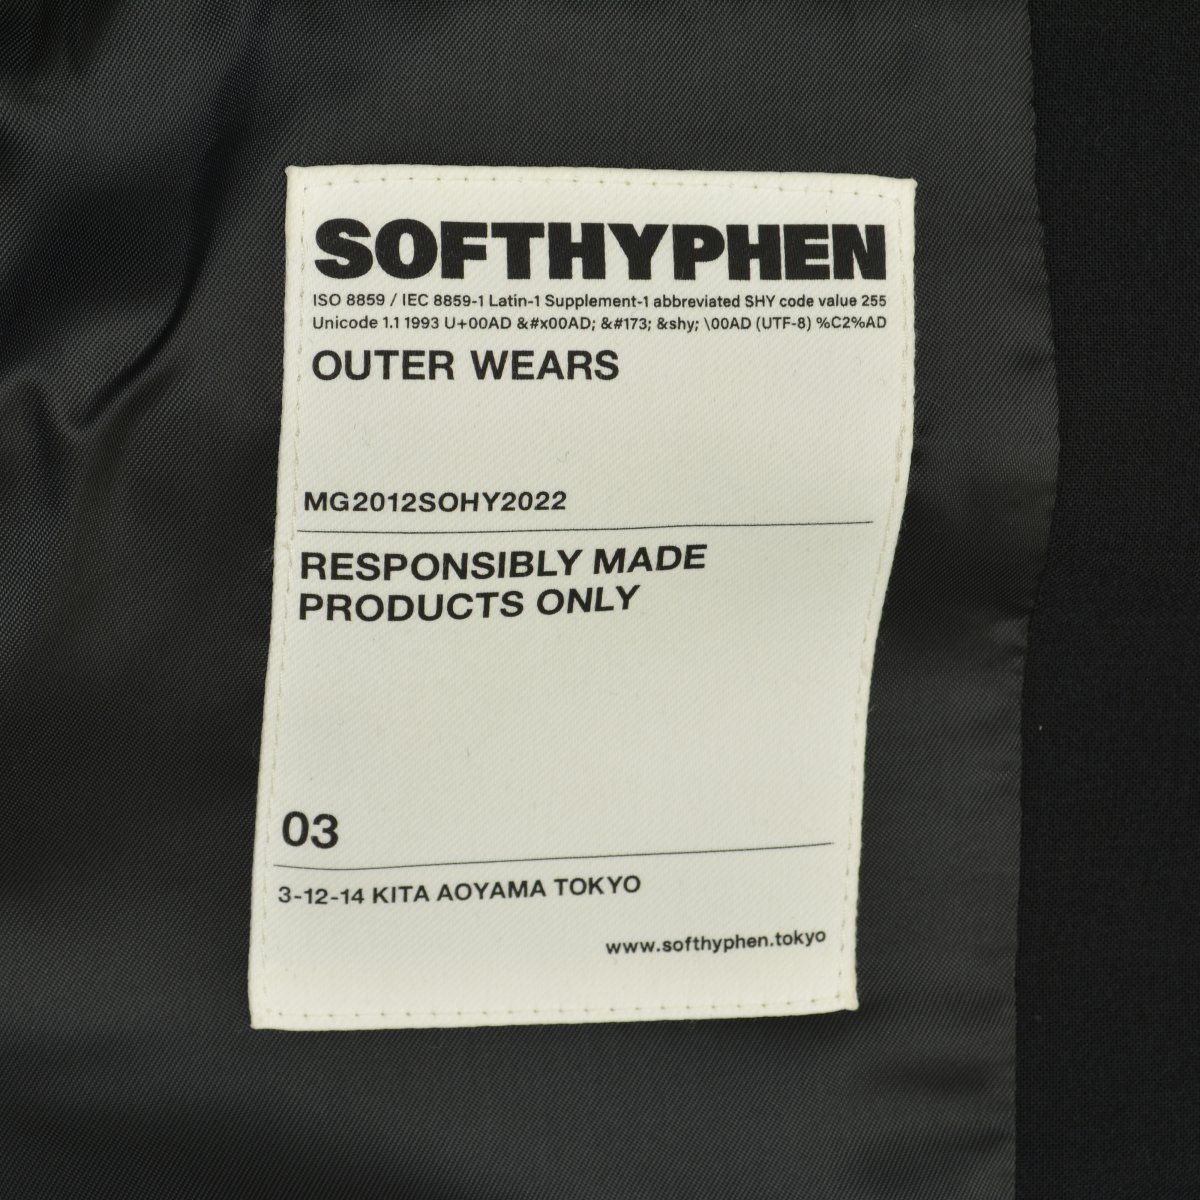 SOFTHYPHEN
ISO 8859 / IEC 8859-1 Latin-1 Supplement-1 abbreviated SHY code value 255
Unicode 1.1 1993 U+00AD &#x00AD; &#173; &shy; \00AD (UTF-8) %C2%AD
OUTER WEARS
MG2012SOHY2022
RESPONSIBLY MADE
PRODUCTS ONLY
03
3-12-14 KITA AOYAMA TOKYO
www.softhyphen.tokyo